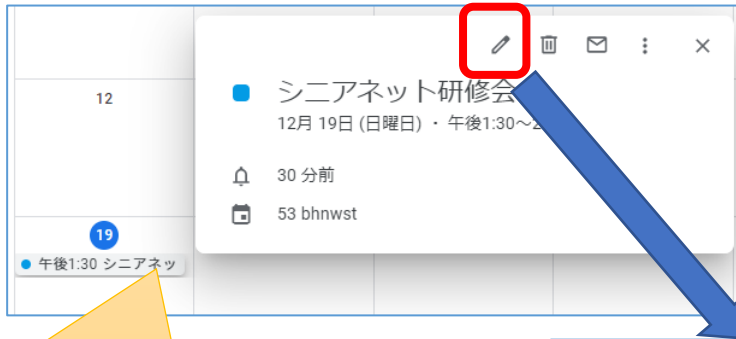 12
シニアネット研修会
12月 19日 (日曜日) ・ 午後1:30～
30 分前
53 bhnwst
19
午後1:30 シニアネッ